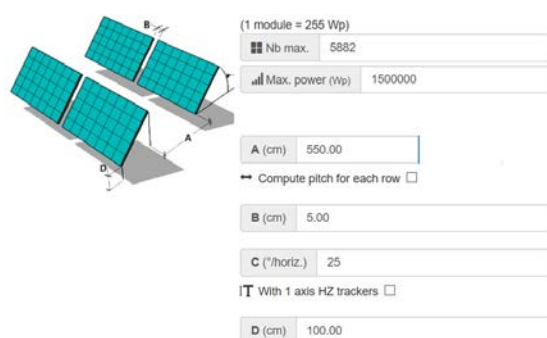 B
A
D
(1 module = 255 Wp)
Nb max. 5882
Max. power (Wp) 1500000
A (cm) 550.00
Compute pitch for each row
B (cm) 5.00
C (°/horiz.) 25
With 1 axis HZ trackers
D (cm) 100.00